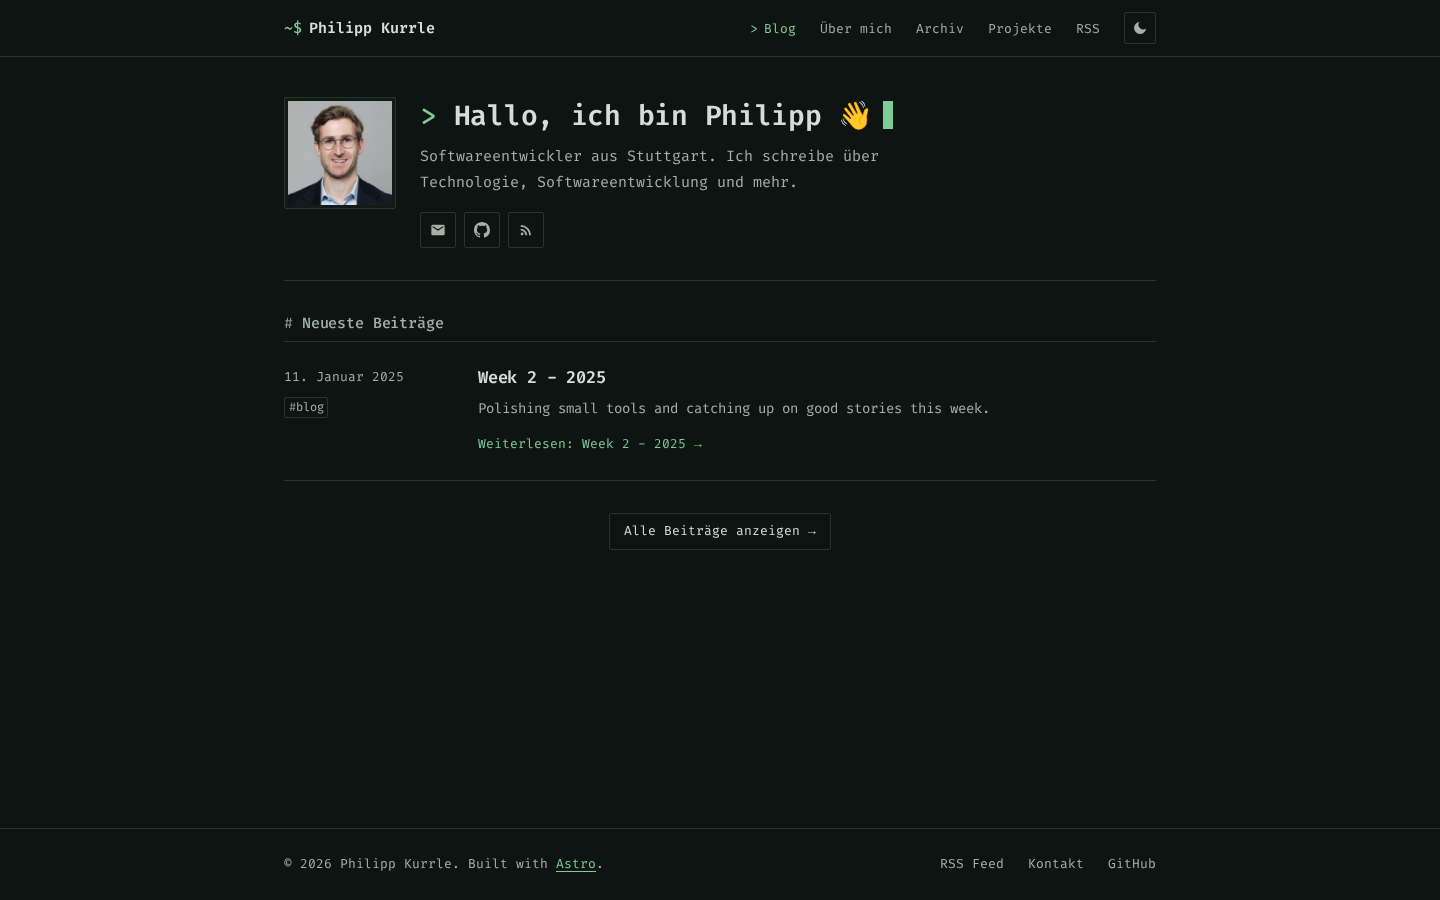 ~$ Philipp Kurrle
> Blog Über mich Archiv Projekte RSS
> Hallo, ich bin Philipp 👋
Softwareentwickler aus Stuttgart. Ich schreibe über
Technologie, Softwareentwicklung und mehr.
# Neueste Beiträge
11. Januar 2025
#blog
Week 2 - 2025
Polishing small tools and catching up on good stories this week.
Weiterlesen: Week 2 - 2025 →
Alle Beiträge anzeigen →
© 2026 Philipp Kurrle. Built with Astro.
RSS Feed Kontakt GitHub